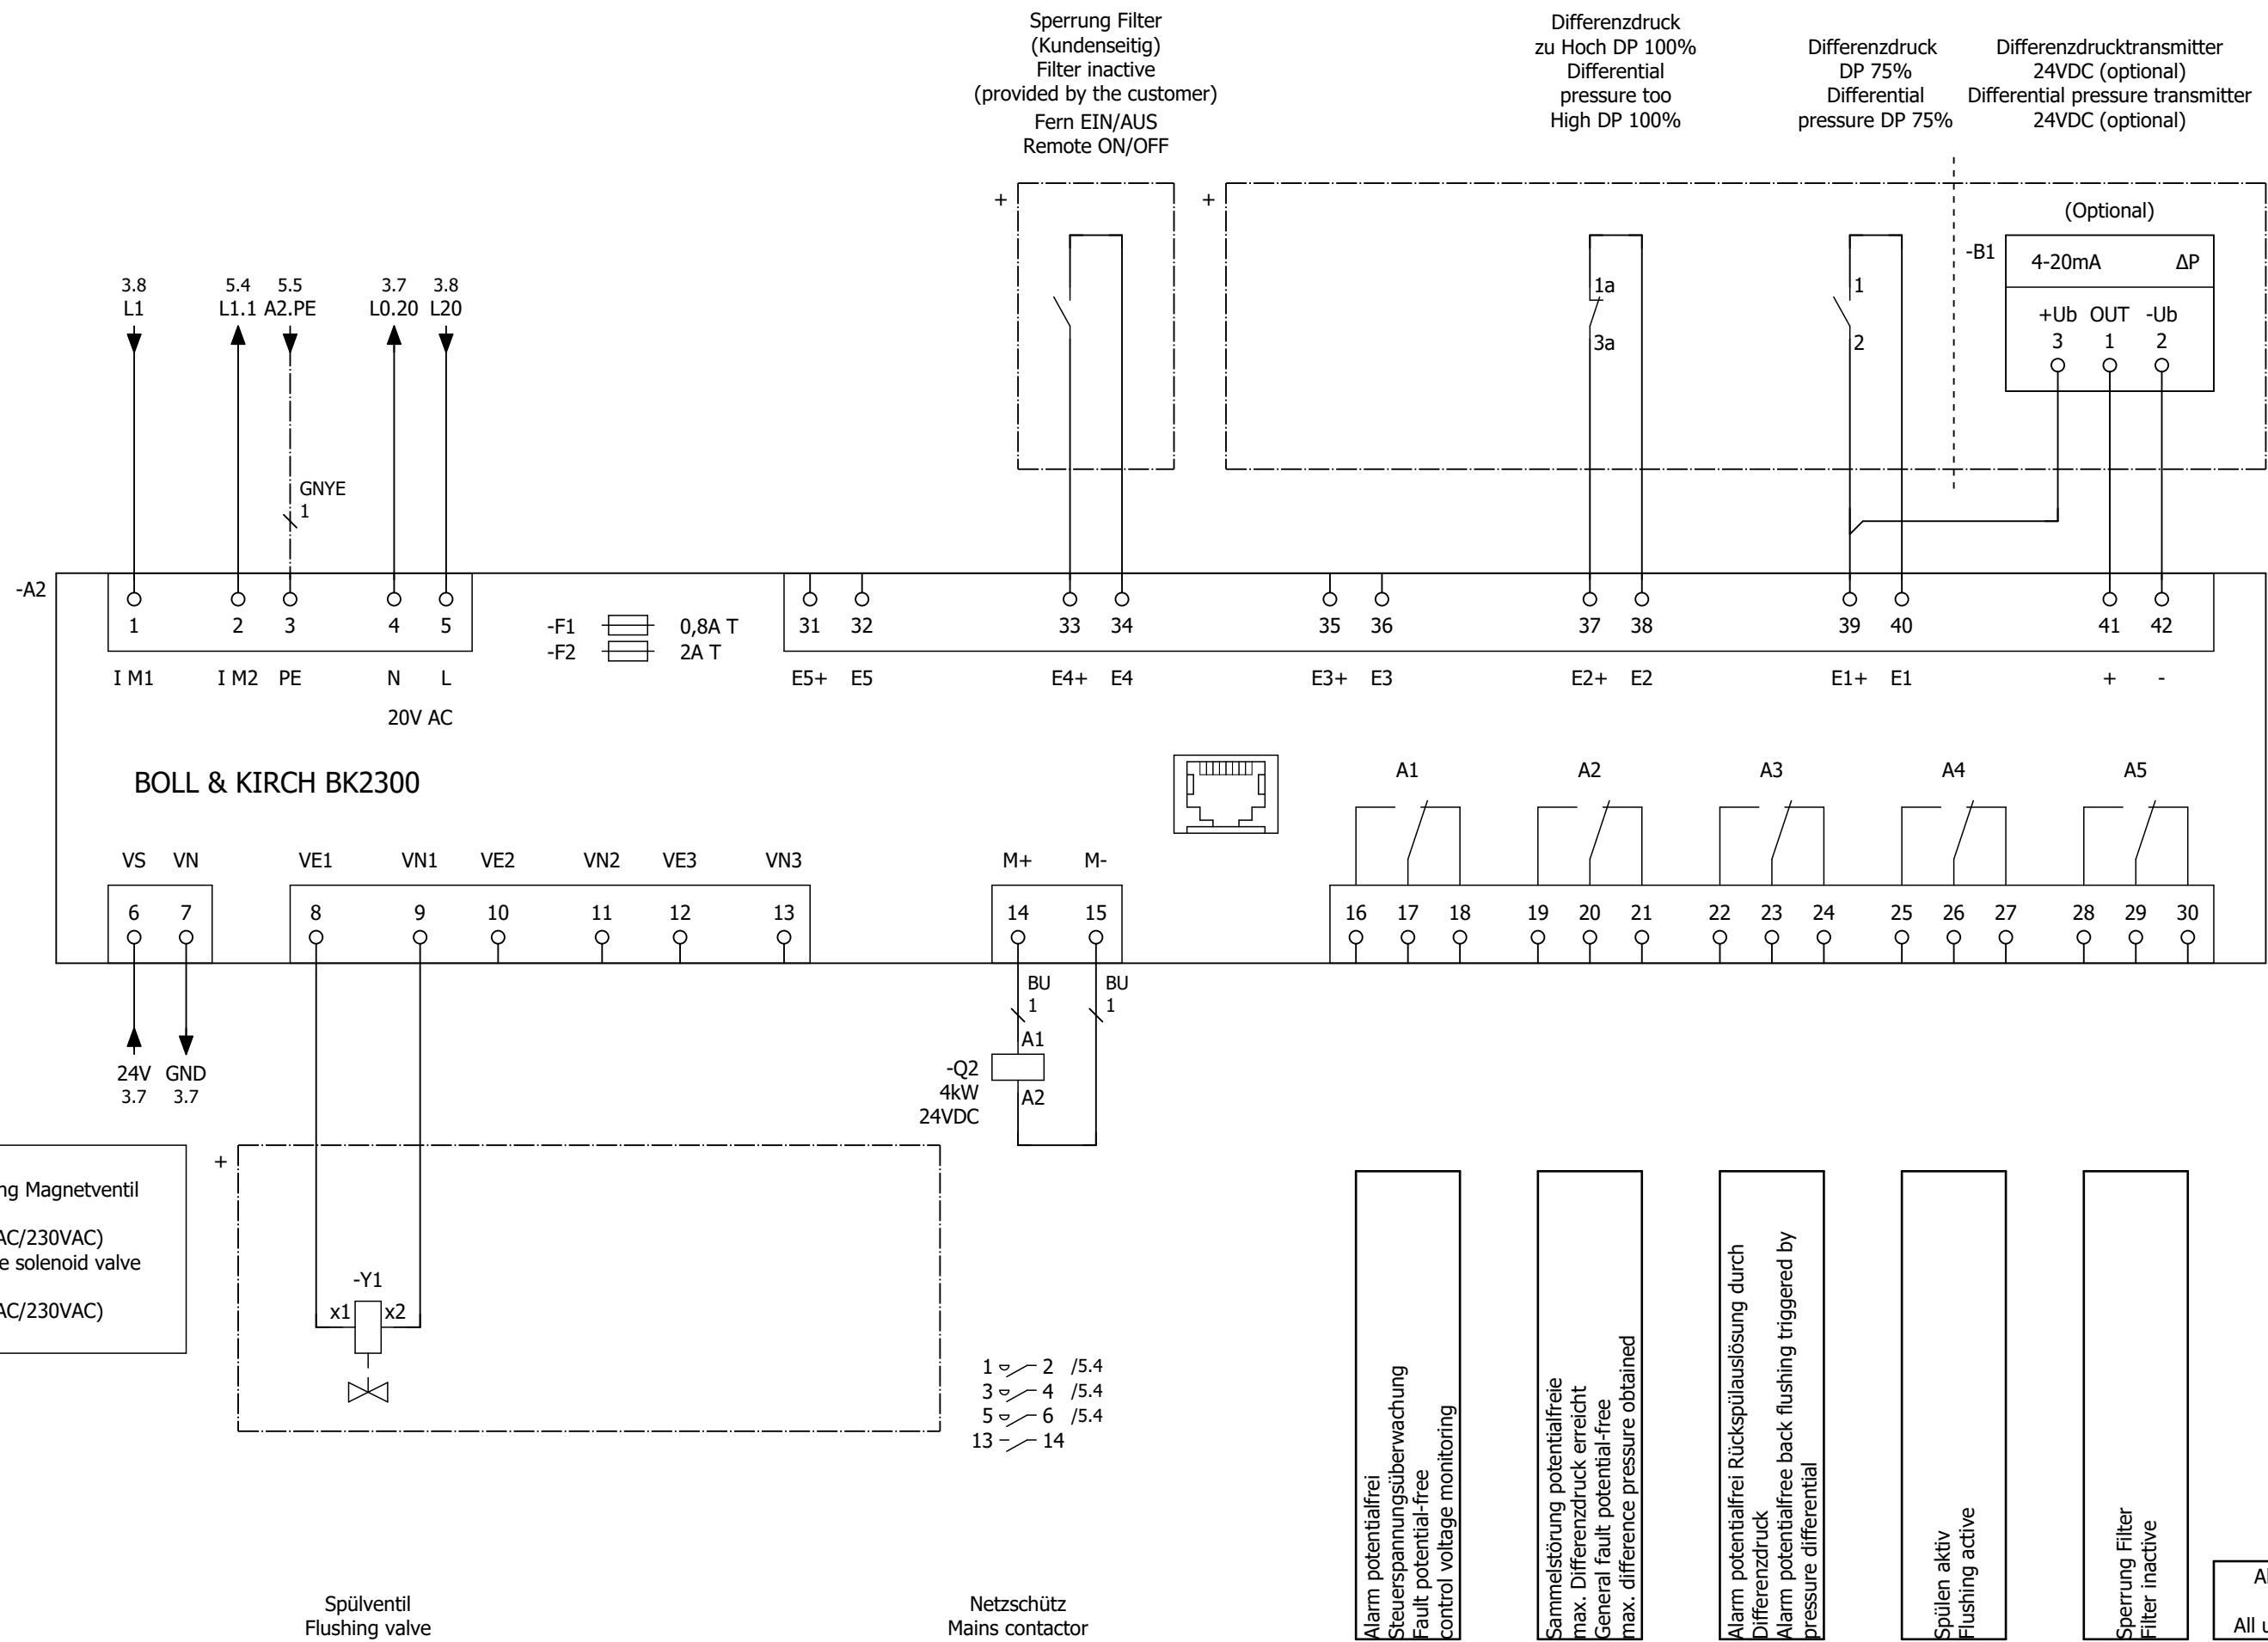 Sperrung Filter
(Kundenseitig)
Filter inactive
(provided by the customer)
Fern EIN/AUS
Remote ON/OFF
Differenzdruck
zu Hoch DP 100%
Differential
pressure too
High DP 100%
Differenzdruck
DP 75%
Differential
pressure DP 75%
Differenzdrucktransmitter
24VDC (optional)
Differential pressure transmitter
24VDC (optional)
+
+
(Optional)
-B1
4-20mA ΔP
+Ub OUT -Ub
3 1 2
3.8 5.4 5.5 3.7 3.8
L1 L1.1 A2.PE L0.20 L20
1a
3a
1
2
GNYE
1
-A2
1 2 3 4 5
-F1 0,8A T
-F2 2A T
31 32 33 34 35 36 37 38 39 40 41 42
I M1 I M2 PE N L
E5+ E5 E4+ E4 E3+ E3 E2+ E2 E1+ E1 + -
20V AC
BOLL & KIRCH BK2300
A1 A2 A3 A4 A5
VS VN VE1 VN1 VE2 VN2 VE3 VN3 M+ M-
6 7 8 9 10 11 12 13 14 15 16 17 18 19 20 21 22 23 24 25 26 27 28 29 30
BU
1
BU
1
A1
-Q2
4kW
24VDC
A2
24V GND
3.7 3.7
+
ng Magnetventil
AC/230VAC)
e solenoid valve
AC/230VAC)
-Y1
x1 x2
1 2 /5.4
3 4 /5.4
5 6 /5.4
13 14
Spülventil
Flushing valve
Netzschütz
Mains contactor
Alarm potentialfrei
Steuerspannungsüberwachung
Fault potential-free
control voltage monitoring
Sammelstörung potentialfreie
max. Differenzdruck erreicht
General fault potential-free
max. difference pressure obtained
Alarm potentialfrei Rückspülauslösung durch
Differenzdruck
Alarm potentialfree back flushing triggered by
pressure differential
Spülen aktiv
Flushing active
Sperrung Filter
Filter inactive
All